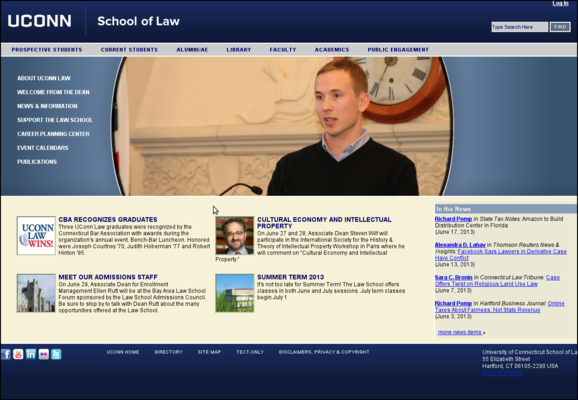 Log In
UCONN School of Law
Type Search Here FIND
PROSPECTIVE STUDENTS CURRENT STUDENTS ALUMNI/AE LIBRARY FACULTY ACADEMICS PUBLIC ENGAGEMENT
ABOUT UCONN LAW
WELCOME FROM THE DEAN
NEWS & INFORMATION
SUPPORT THE LAW SCHOOL
CAREER PLANNING CENTER
EVENT CALENDARS
PUBLICATIONS
UCONN
LAW
WINS!
CBA RECOGNIZES GRADUATES
Three UConn Law graduates were recognized by the
Connecticut Bar Association with awards during the
organization's annual event, Bench-Bar Luncheon. Honored
were Joseph Courtney '70, Judith Hoberman '77 and Robert
Hinton '95.
CULTURAL ECONOMY AND INTELLECTUAL
PROPERTY
On June 27 and 28, Associate Dean Steven Wilf will
participate in the International Society for the History &
Theory of Intellectual Property Workshop in Paris where he
will comment on "Cultural Economy and Intellectual
Property."
MEET OUR ADMISSIONS STAFF
On June 29, Associate Dean for Enrollment
Management Ellen Rutt will be at the Bay Area Law School
Forum sponsored by the Law School Admissions Council.
Be sure to stop by to talk with Dean Rutt about the many
opportunities offered at the Law School.
SUMMER TERM 2013
It's not too late for Summer Term! The Law School offers
classes in both June and July sessions. July term classes
begin July 1.
In the News
Richard Pomp in State Tax Notes: Amazon to Build
Distribution Center in Florida
(June 17, 2013)
Alexandra D. Lahav in Thomson Reuters News &
Insights: Facebook Says Lawyers in Derivative Case
Have Conflict
(June 13, 2013)
Sara C. Bronin in Connecticut Law Tribune: Case
Offers Twist on Religious Land Use Law
(June 7, 2013)
Richard Pomp in Hartford Business Journal: Online
Taxes About Fairness, Not State Revenue
(June 3, 2013)
more news items »
UCONN HOME DIRECTORY SITE MAP TEXT-ONLY DISCLAIMERS, PRIVACY & COPYRIGHT
University of Connecticut School of La
55 Elizabeth Street
Hartford, CT 06105-2290 USA